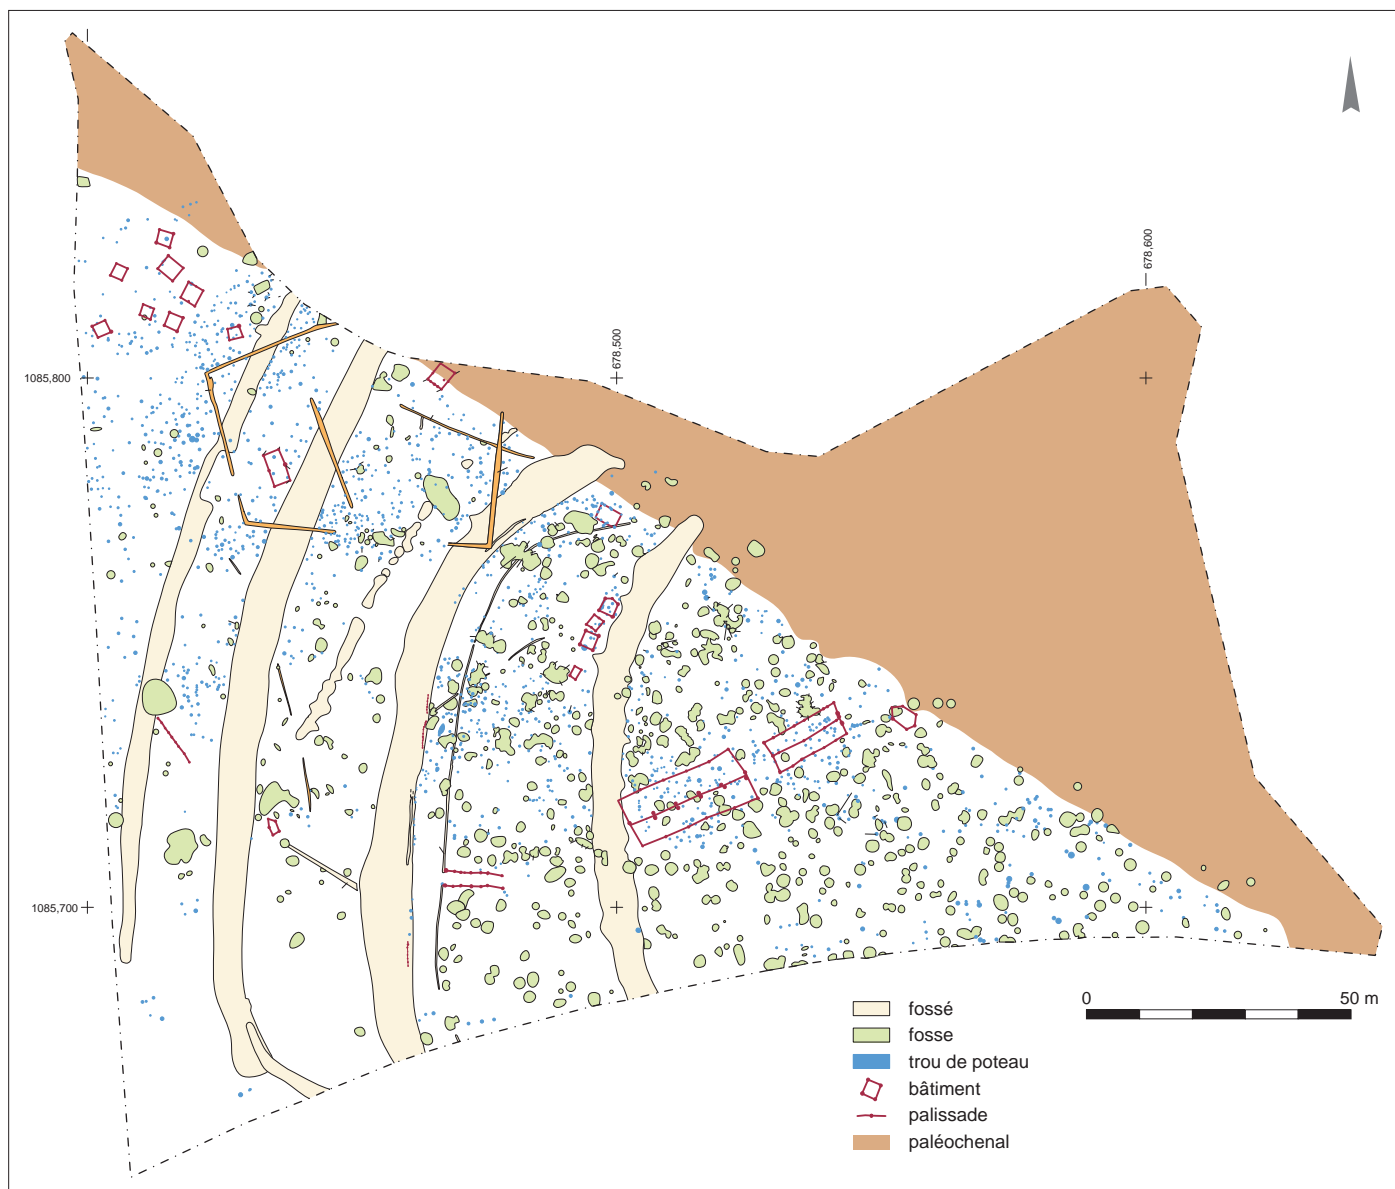 678,600
678,500
1085,800
1085,700
0 50 m
fossé
fosse
trou de poteau
bâtiment
palissade
paléochenal